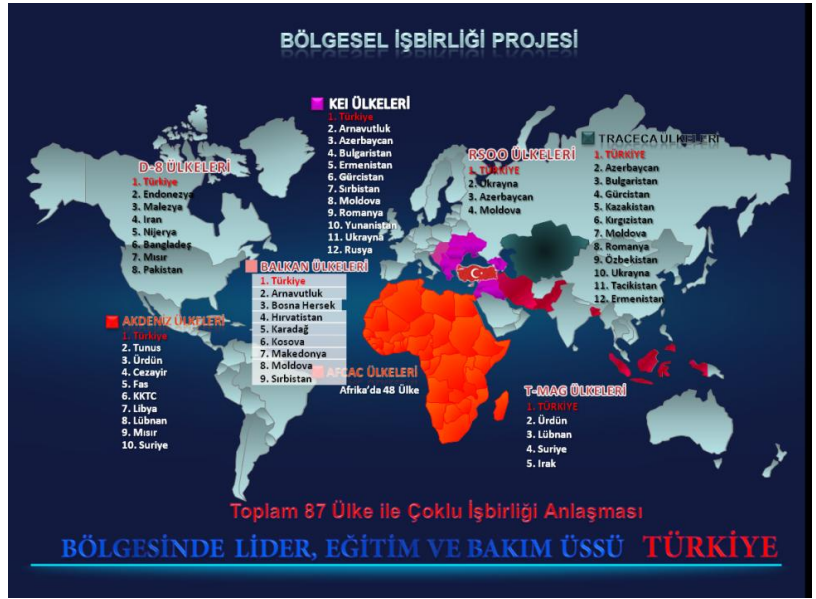 BÖLGESEL İŞBİRLİĞİ PROJESİ
KEI ÜLKELERİ
1. Türkiye
2. Arnavutluk
3. Azerbaycan
4. Bulgaristan
5. Ermenistan
6. Gürcistan
7. Sırbistan
8. Moldova
9. Romanya
10. Yunanistan
11. Ukrayna
12. Rusya
D-8 ÜLKELERİ
1. Türkiye
2. Endonezya
3. Malezya
4. Iran
5. Nijerya
6. Bangladeş
7. Mısır
8. Pakistan
RSOO ÜLKELERİ
1. TÜRKİYE
2. Ukrayna
3. Azerbaycan
4. Moldova
TRACECA ÜLKELERİ
1. TÜRKİYE
2. Azerbaycan
3. Bulgaristan
4. Gürcistan
5. Kazakistan
6. Kırgızistan
7. Moldova
8. Romanya
9. Özbekistan
10. Ukrayna
11. Tacikistan
12. Ermenistan
BALKAN ÜLKELERİ
1. Türkiye
2. Arnavutluk
3. Bosna Hersek
4. Hırvatistan
5. Karadağ
6. Kosova
7. Makedonya
8. Moldova
9. Sırbistan
AKDENİZ ÜLKELERİ
1. Türkiye
2. Tunus
3. Ürdün
4. Cezayir
5. Fas
6. KKTC
7. Libya
8. Lübnan
9. Mısır
10. Suriye
AFCAC ÜLKELERİ
Afrika'da 48 Ülke
T-MAG ÜLKELERİ
1. TÜRKİYE
2. Ürdün
3. Lübnan
4. Suriye
5. Irak
Toplam 87 Ülke ile Çoklu İşbirliği Anlaşması
BÖLGESİNDE LİDER, EĞİTİM VE BAKIM ÜSSÜ TÜRKİYE